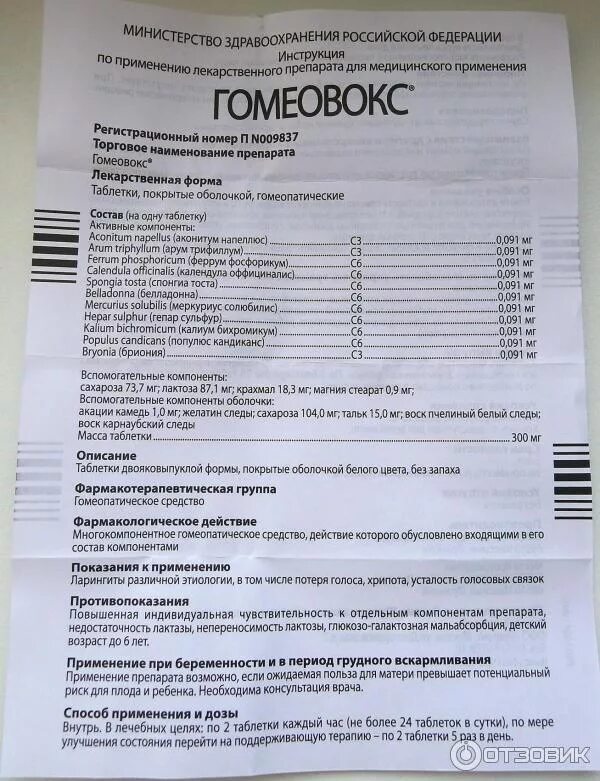 МИНИСТЕРСТВО ЗДРАВООХРАНЕНИЯ РОССИЙСКОЙ ФЕДЕРАЦИИ
Инструкция
по применению лекарственного препарата для медицинского применения
ГОМЕОВОКС®
Регистрационный номер П N009837
Торговое наименование препарата
Гомеовокс®
Лекарственная форма
Таблетки, покрытые оболочкой, гомеопатические
Состав (на одну таблетку)
Активные компоненты:
Aconitum napellus (аконитум напеллюс) С3 0,091 мг
Arum triphyllum (арум трифиллум) С3 0,091 мг
Ferrum phosphoricum (феррум фосфорикум) С6 0,091 мг
Calendula officinalis (календула оффициналис) С6 0,091 мг
Spongia tosta (спонгиа тоста) С6 0,091 мг
Belladonna (белладонна) С6 0,091 мг
Mercurius solubilis (меркуриус солюбилис) С6 0,091 мг
Hepar sulphur (гепар сульфур) С6 0,091 мг
Kalium bichromicum (калиум бихромикум) С6 0,091 мг
Populus candicans (популюс кандиканс) С6 0,091 мг
Bryonia (бриония) С3 0,091 мг
Вспомогательные компоненты:
сахароза 73,7 мг; лактоза 87,1 мг; крахмал 18,3 мг; магния стеарат 0,9 мг;
Вспомогательные компоненты оболочки:
акации камедь 1,0 мг; желатин следы; сахароза 104,0 мг; тальк 15,0 мг; воск пчелиный белый следы;
воск карнаубский следы
Масса таблетки 300 мг
Описание
Таблетки двояковыпуклой формы, покрытые оболочкой белого цвета, без запаха
Фармакотерапевтическая группа
Гомеопатическое средство
Фармакологическое действие
Многокомпонентное гомеопатическое средство, действие которого обусловлено входящими в его
состав компонентами
Показания к применению
Ларингиты различной этиологии, в том числе потеря голоса, хрипота, усталость голосовых связок
Противопоказания
Повышенная индивидуальная чувствительность к отдельным компонентам препарата,
недостаточность лактазы, непереносимость лактозы, глюкозо-галактозная мальабсорбция, детский
возраст до 6 лет.
Применение при беременности и в период грудного вскармливания
Применение препарата возможно, если ожидаемая польза для матери превышает потенциальный
риск для плода и ребенка. Необходима консультация врача.
Способ применения и дозы
Внутрь. В лечебных целях: по 2 таблетки каждый час (не более 24 таблеток в сутки), по мере
улучшения состояния перейти на поддерживающую терапию – по 2 таблетки 5 раз в день.
ОТЗОВИК